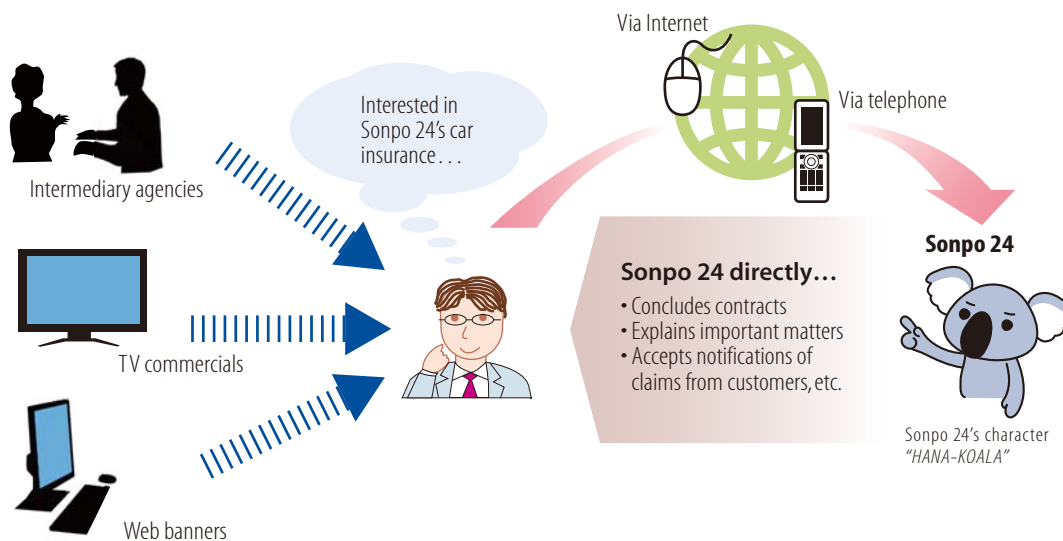 Intermediary agencies
TV commercials
Web banners
Interested in
Sonpo 24’s car
insurance . . .
Via Internet
Via telephone
Sonpo 24 directly…
• Concludes contracts
• Explains important matters
• Accepts notifications of
claims from customers, etc.
Sonpo 24
Sonpo 24’s character
“HANA-KOALA”